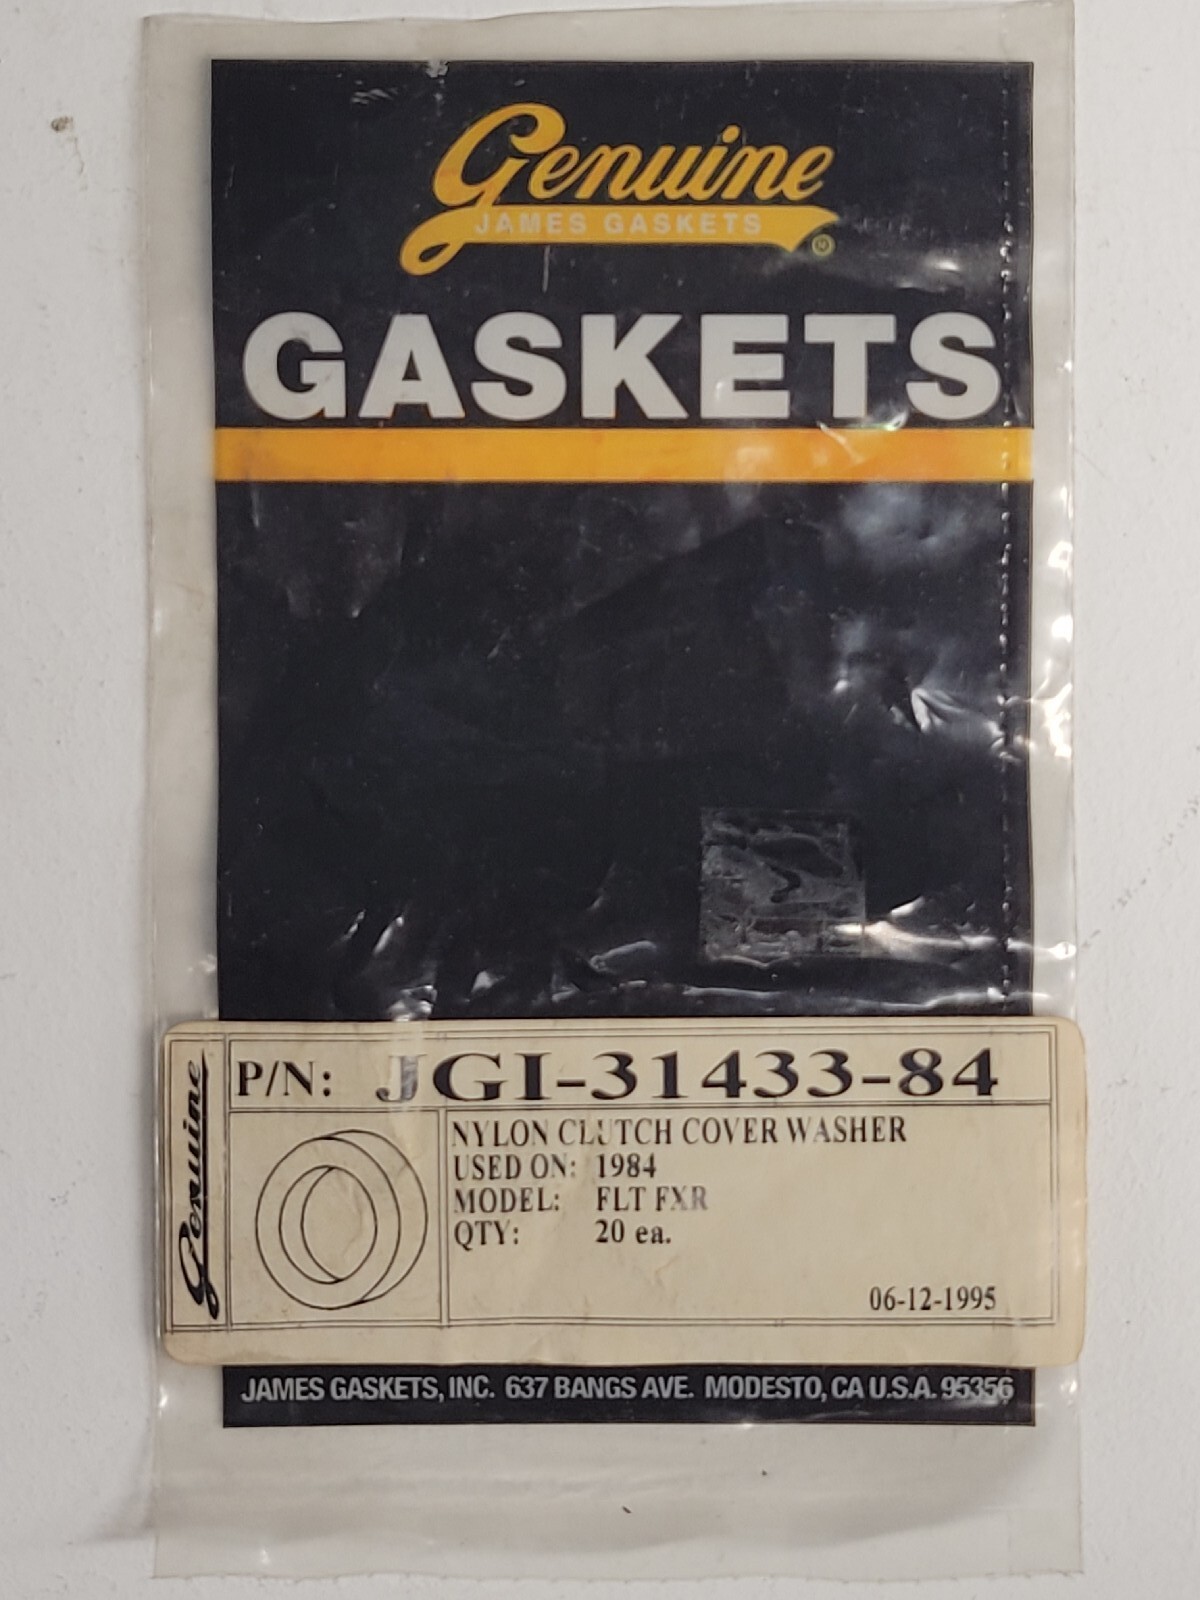 Genuine
JAMES GASKETS
GASKETS
Genuine
P/N: JGI-31433-84
NYLON CLUTCH COVER WASHER
USED ON: 1984
MODEL: FLT FXR
QTY: 20 ea.
06-12-1995
JAMES GASKETS, INC. 637 BANGS AVE. MODESTO, CA U.S.A. 95356